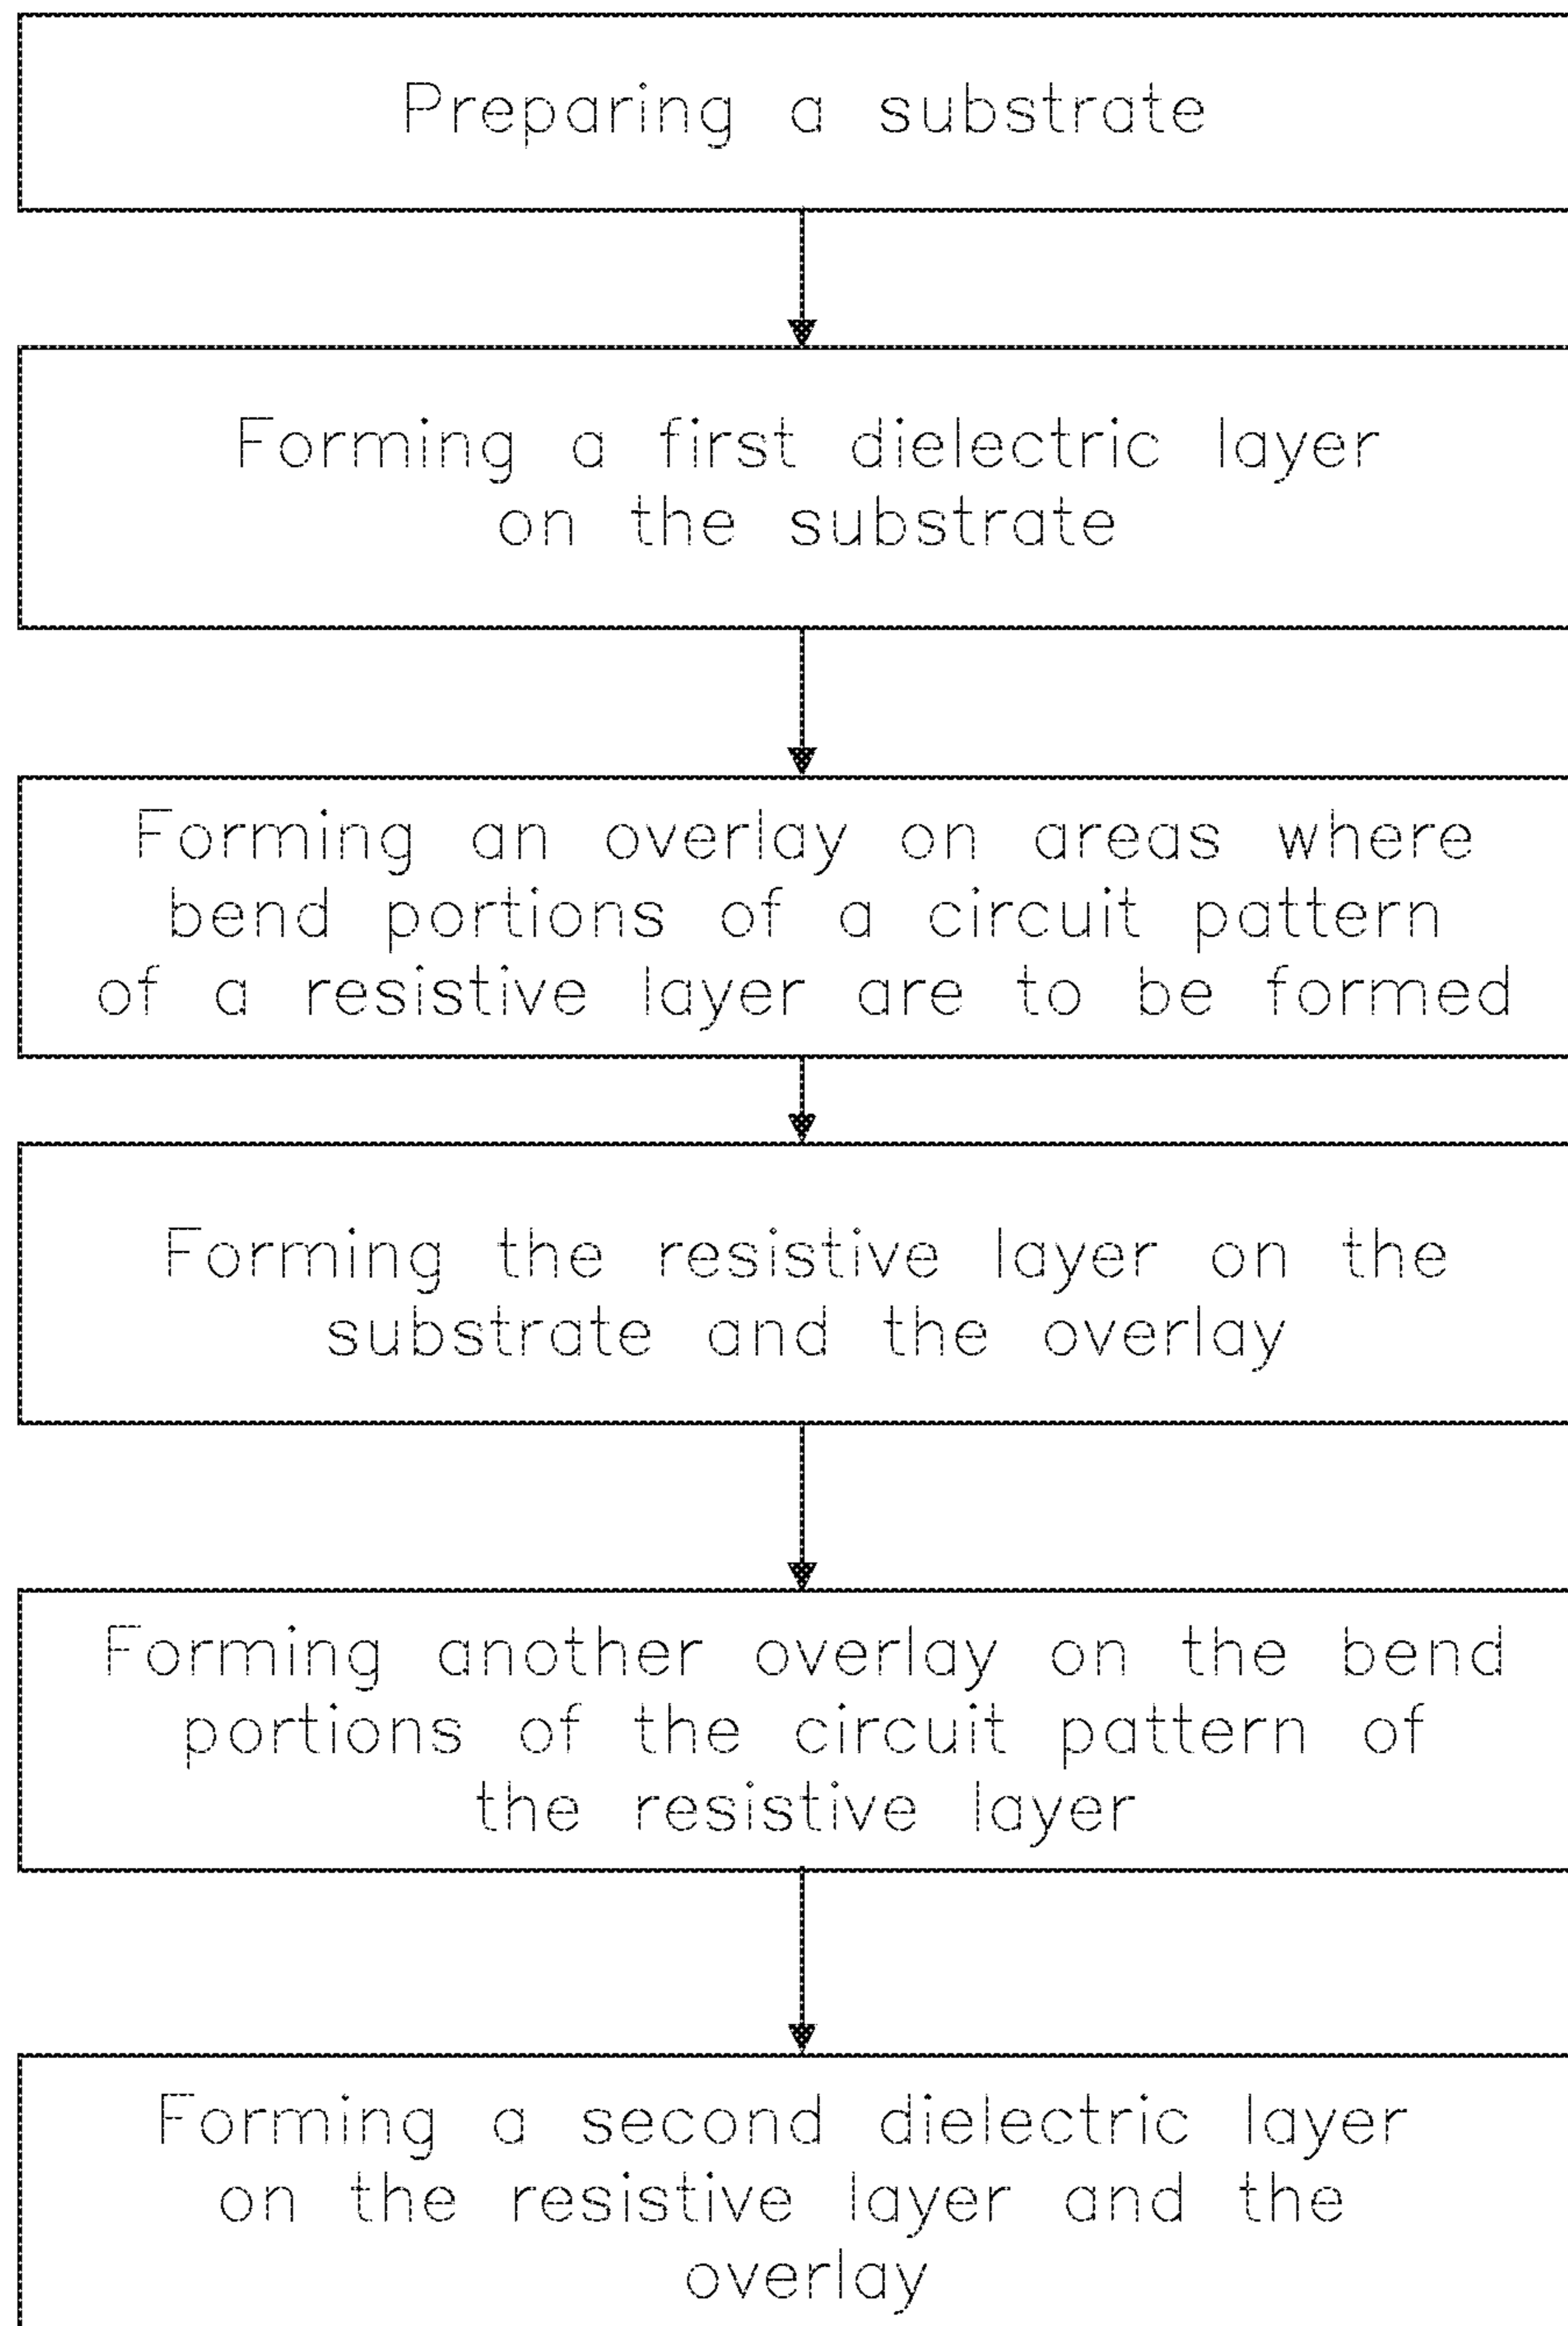 Preparing a substrate
Forming a first dielectric layer
on the substrate
Forming an overlay on areas where
bend portions of a circuit pattern
of a resistive layer are to be formed
Forming the resistive layer on the
substrate and the overlay
Forming another overlay on the bend
portions of the circuit pattern of
the resistive layer
Forming a second dielectric layer
on the resistive layer and the
overlay